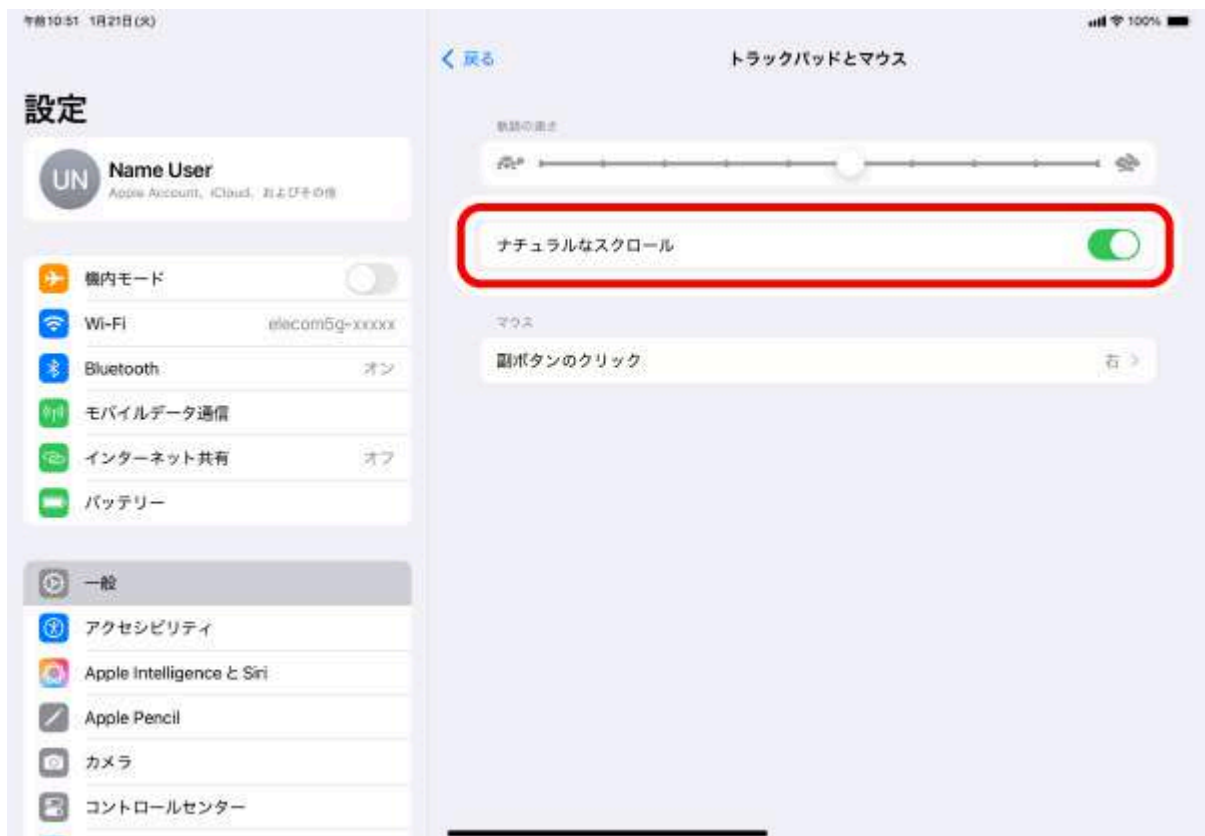 午前10:51 1月21日(火)
100%
設定
UN
Name User
Apple Account、iCloud、およびその他
機内モード
Wi-Fi
elecom5g-xxxxx
Bluetooth
オン
モバイルデータ通信
インターネット共有
オフ
バッテリー
一般
アクセシビリティ
Apple Intelligence と Siri
Apple Pencil
カメラ
コントロールセンター
戻る
トラックパッドとマウス
軌跡の速さ
ナチュラルなスクロール
マウス
副ボタンのクリック
右